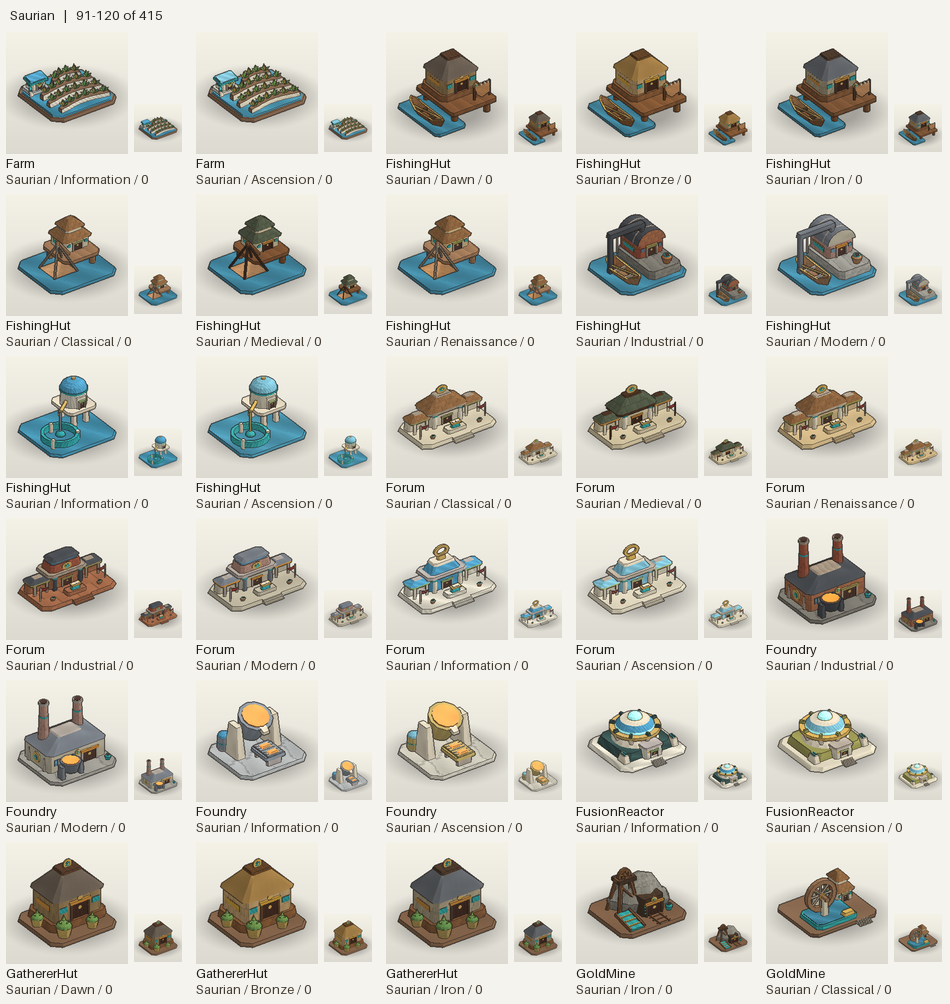 Saurian | 91-120 of 415
Farm
Saurian / Information / 0
Farm
Saurian / Ascension / 0
FishingHut
Saurian / Dawn / 0
FishingHut
Saurian / Bronze / 0
FishingHut
Saurian / Iron / 0
FishingHut
Saurian / Classical / 0
FishingHut
Saurian / Medieval / 0
FishingHut
Saurian / Renaissance / 0
FishingHut
Saurian / Industrial / 0
FishingHut
Saurian / Modern / 0
FishingHut
Saurian / Information / 0
FishingHut
Saurian / Ascension / 0
Forum
Saurian / Classical / 0
Forum
Saurian / Medieval / 0
Forum
Saurian / Renaissance / 0
Forum
Saurian / Industrial / 0
Forum
Saurian / Modern / 0
Forum
Saurian / Information / 0
Forum
Saurian / Ascension / 0
Foundry
Saurian / Industrial / 0
Foundry
Saurian / Modern / 0
Foundry
Saurian / Information / 0
Foundry
Saurian / Ascension / 0
FusionReactor
Saurian / Information / 0
FusionReactor
Saurian / Ascension / 0
GathererHut
Saurian / Dawn / 0
GathererHut
Saurian / Bronze / 0
GathererHut
Saurian / Iron / 0
GoldMine
Saurian / Iron / 0
GoldMine
Saurian / Classical / 0